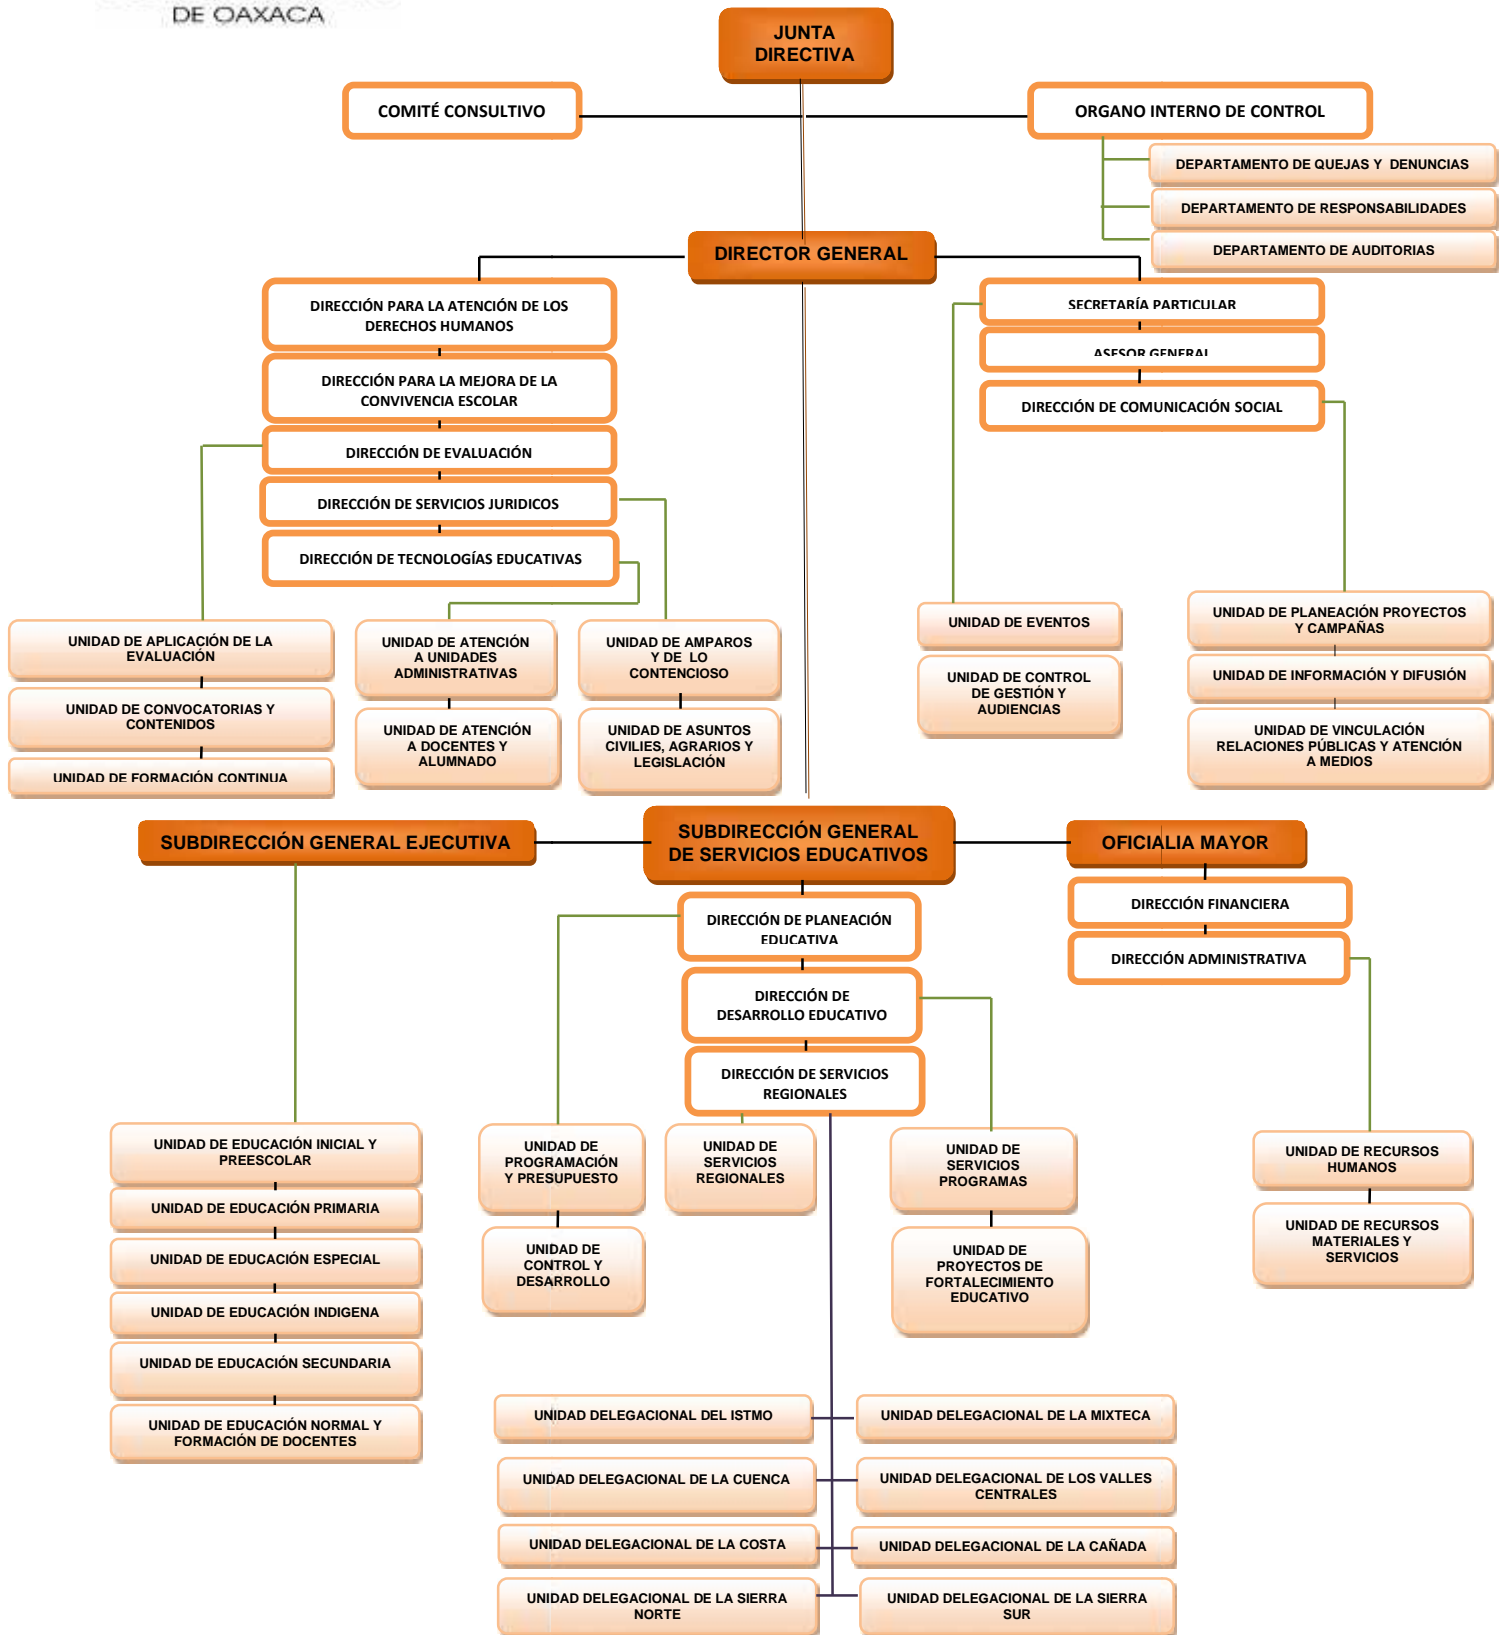 DE OAXACA
JUNTA
DIRECTIVA
COMITÉ CONSULTIVO
ORGANO INTERNO DE CONTROL
DEPARTAMENTO DE QUEJAS Y DENUNCIAS
DEPARTAMENTO DE RESPONSABILIDADES
DEPARTAMENTO DE AUDITORIAS
DIRECTOR GENERAL
DIRECCIÓN PARA LA ATENCIÓN DE LOS
DERECHOS HUMANOS
DIRECCIÓN PARA LA MEJORA DE LA
CONVIVENCIA ESCOLAR
DIRECCIÓN DE EVALUACIÓN
DIRECCIÓN DE SERVICIOS JURIDICOS
DIRECCIÓN DE TECNOLOGÍAS EDUCATIVAS
SECRETARÍA PARTICULAR
ASESOR GENERAL
DIRECCIÓN DE COMUNICACIÓN SOCIAL
UNIDAD DE APLICACIÓN DE LA
EVALUACIÓN
UNIDAD DE CONVOCATORIAS Y
CONTENIDOS
UNIDAD DE FORMACIÓN CONTINUA
UNIDAD DE ATENCIÓN
A UNIDADES
ADMINISTRATIVAS
UNIDAD DE ATENCIÓN
A DOCENTES Y
ALUMNADO
UNIDAD DE AMPAROS
Y DE LO
CONTENCIOSO
UNIDAD DE ASUNTOS
CIVILIES, AGRARIOS Y
LEGISLACIÓN
UNIDAD DE EVENTOS
UNIDAD DE CONTROL
DE GESTIÓN Y
AUDIENCIAS
UNIDAD DE PLANEACIÓN PROYECTOS
Y CAMPAÑAS
UNIDAD DE INFORMACIÓN Y DIFUSIÓN
UNIDAD DE VINCULACIÓN
RELACIONES PÚBLICAS Y ATENCIÓN
A MEDIOS
SUBDIRECCIÓN GENERAL EJECUTIVA
SUBDIRECCIÓN GENERAL
DE SERVICIOS EDUCATIVOS
OFICIALIA MAYOR
DIRECCIÓN DE PLANEACIÓN
EDUCATIVA
DIRECCIÓN DE
DESARROLLO EDUCATIVO
DIRECCIÓN DE SERVICIOS
REGIONALES
DIRECCIÓN FINANCIERA
DIRECCIÓN ADMINISTRATIVA
UNIDAD DE EDUCACIÓN INICIAL Y
PREESCOLAR
UNIDAD DE EDUCACIÓN PRIMARIA
UNIDAD DE EDUCACIÓN ESPECIAL
UNIDAD DE EDUCACIÓN INDIGENA
UNIDAD DE EDUCACIÓN SECUNDARIA
UNIDAD DE EDUCACIÓN NORMAL Y
FORMACIÓN DE DOCENTES
UNIDAD DE
PROGRAMACIÓN
Y PRESUPUESTO
UNIDAD DE
CONTROL Y
DESARROLLO
UNIDAD DE
SERVICIOS
REGIONALES
UNIDAD DE
SERVICIOS
PROGRAMAS
UNIDAD DE
PROYECTOS DE
FORTALECIMIENTO
EDUCATIVO
UNIDAD DE RECURSOS
HUMANOS
UNIDAD DE RECURSOS
MATERIALES Y
SERVICIOS
UNIDAD DELEGACIONAL DEL ISTMO
UNIDAD DELEGACIONAL DE LA MIXTECA
UNIDAD DELEGACIONAL DE LA CUENCA
UNIDAD DELEGACIONAL DE LOS VALLES
CENTRALES
UNIDAD DELEGACIONAL DE LA COSTA
UNIDAD DELEGACIONAL DE LA CAÑADA
UNIDAD DELEGACIONAL DE LA SIERRA
NORTE
UNIDAD DELEGACIONAL DE LA SIERRA
SUR